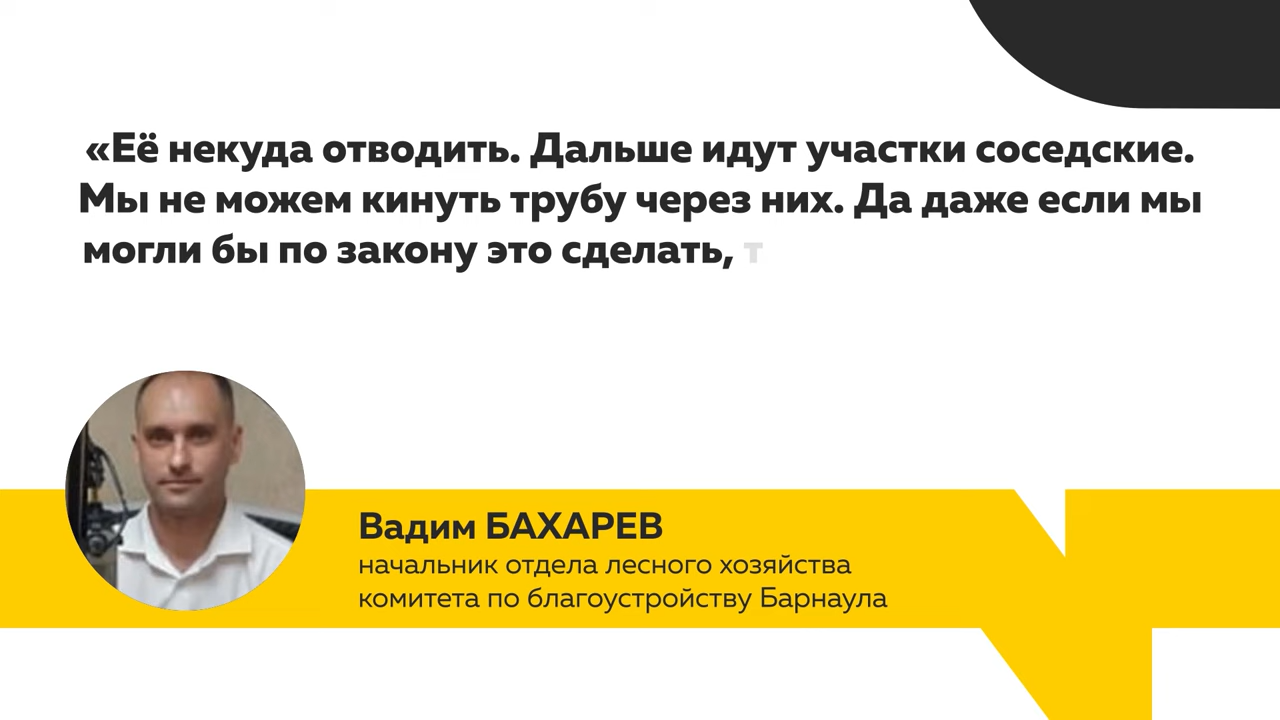 «Её некуда отводить. Дальше идут участки соседские.
Мы не можем кинуть трубу через них. Да даже если мы
могли бы по закону это сделать, т
Вадим БАХАРЕВ
начальник отдела лесного хозяйства
комитета по благоустройству Барнаула